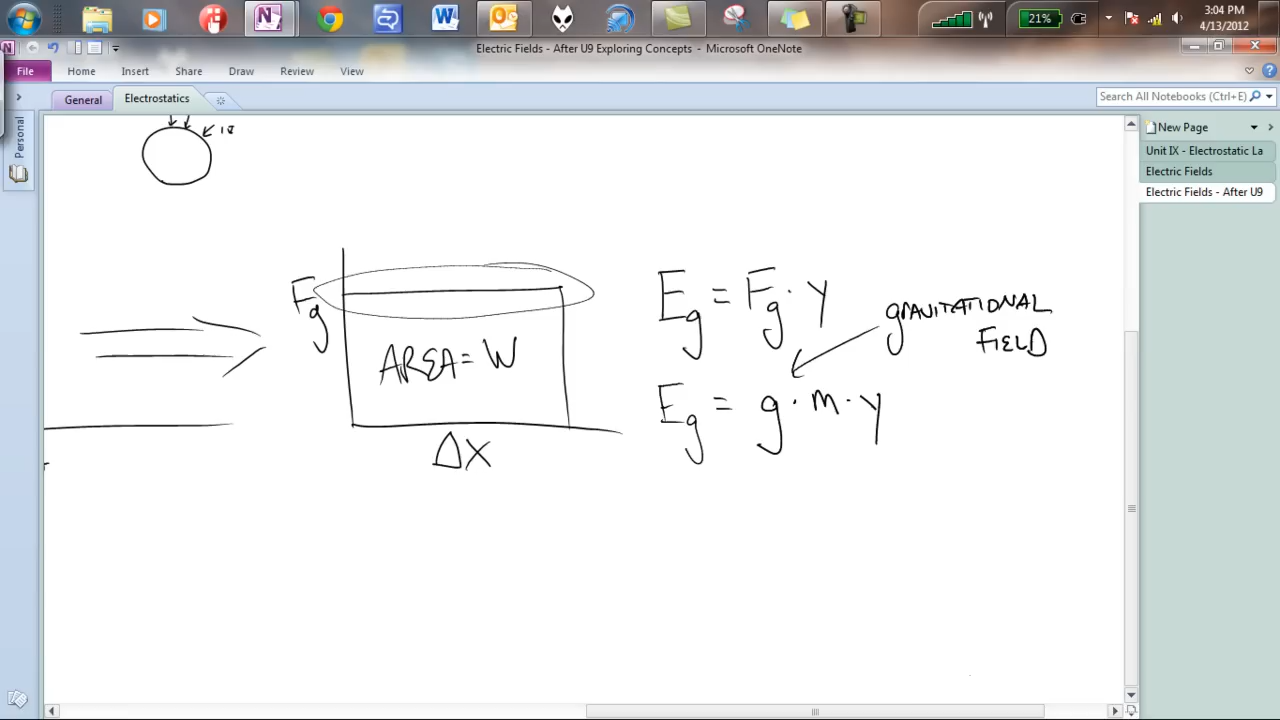 21%
3:04 PM
4/13/2012
Electric Fields - After U9 Exploring Concepts - Microsoft OneNote
File Home Insert Share Draw Review View
General Electrostatics
Search All Notebooks (Ctrl+E)
Personal
New Page
Unit IX - Electrostatic La
Electric Fields
Electric Fields - After U9
Fg
AREA = W
ΔX
Eg = Fg · y
GRAVITATIONAL
FIELD
Eg = g · m · y